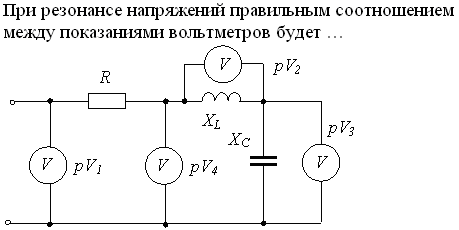 При резонансе напряжений правильным соотношением
между показаниями вольтметров будет …
V pV2
R
XL
XC pV3
V pV1 V pV4 V